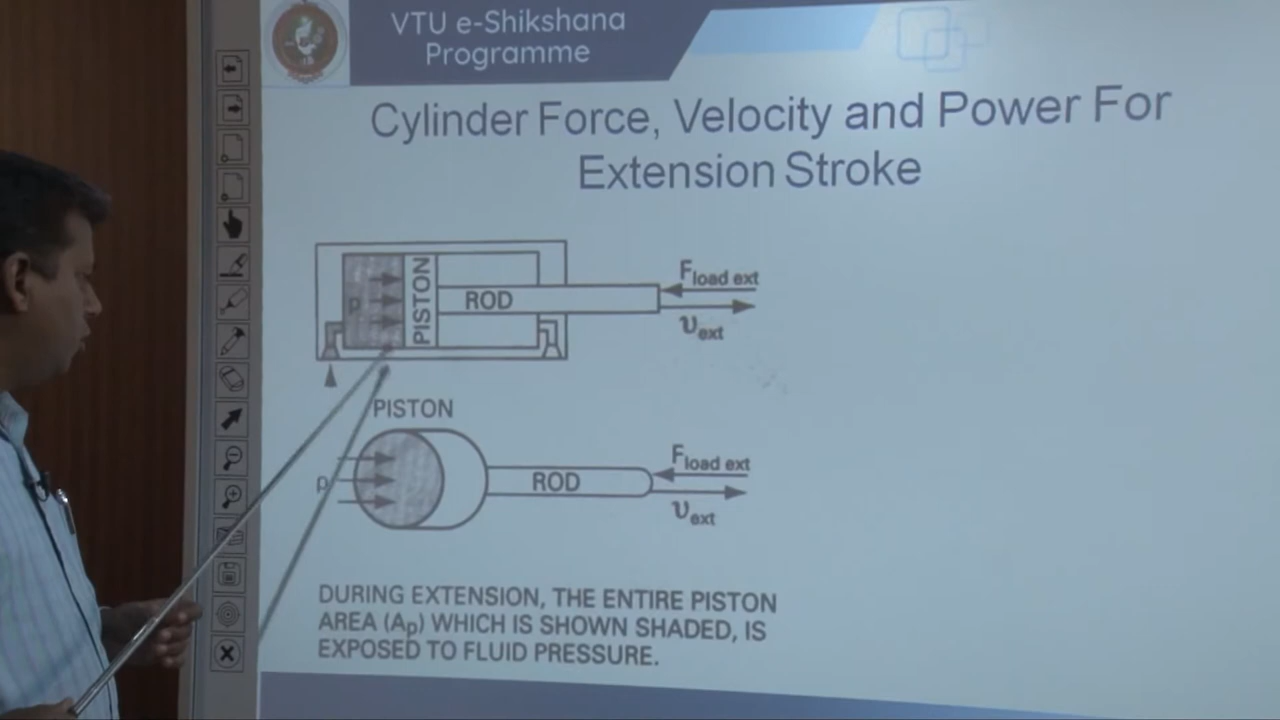 VTU e-Shikshana
Programme
Cylinder Force, Velocity and Power For
Extension Stroke
p
PISTON
ROD
Fload ext
υext
PISTON
p
ROD
Fload ext
υext
DURING EXTENSION, THE ENTIRE PISTON
AREA (Ap) WHICH IS SHOWN SHADED, IS
EXPOSED TO FLUID PRESSURE.